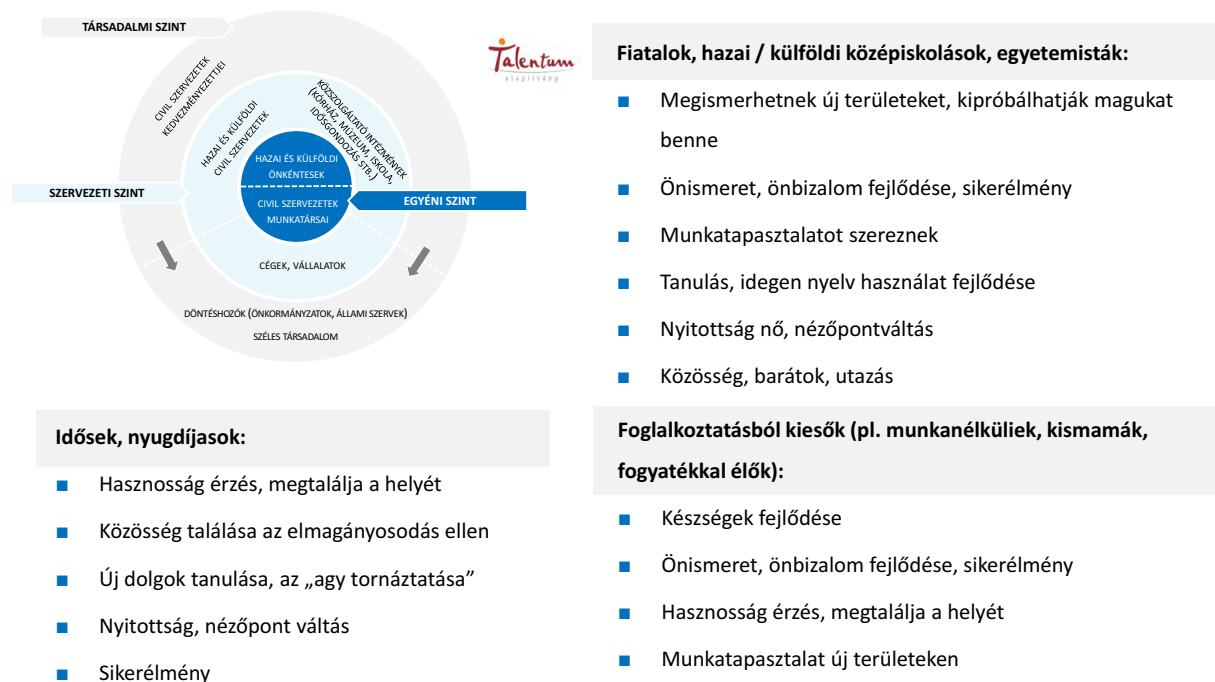 TÁRSADALMI SZINT
CIVIL SZERVEZETEK
KEDVEZMÉNYEZETTJEI
HAZAI ÉS KÜLFÖLDI
CIVIL SZERVEZETEK
KÖZSZOLGÁLTATÓ INTÉZMÉNYEK
(KÓRHÁZ, MÚZEUM, ISKOLA,
IDŐSGONDOZÁS STB.)
HAZAI ÉS KÜLFÖLDI
ÖNKÉNTESEK
CIVIL SZERVEZETEK
MUNKATÁRSAI
SZERVEZETI SZINT
EGYÉNI SZINT
CÉGEK, VÁLLALATOK
DÖNTÉSHOZÓK (ÖNKORMÁNYZATOK, ÁLLAMI SZERVEK)
SZÉLES TÁRSADALOM
Talentum
alapítvány
Fiatalok, hazai / külföldi középiskolások, egyetemisták:
■ Megismerhetnek új területeket, kipróbálhatják magukat
benne
■ Önismeret, önbizalom fejlődése, sikerélmény
■ Munkatapasztalatot szereznek
■ Tanulás, idegen nyelv használat fejlődése
■ Nyitottság nő, nézőpontváltás
■ Közösség, barátok, utazás
Idősek, nyugdíjasok:
■ Hasznosság érzés, megtalálja a helyét
■ Közösség találása az elmagányosodás ellen
■ Új dolgok tanulása, az „agy tornáztatása”
■ Nyitottság, nézőpont váltás
■ Sikerélmény
Foglalkoztatásból kiesők (pl. munkanélküliek, kismamák,
fogyatékkal élők):
■ Készségek fejlődése
■ Önismeret, önbizalom fejlődése, sikerélmény
■ Hasznosság érzés, megtalálja a helyét
■ Munkatapasztalat új területeken